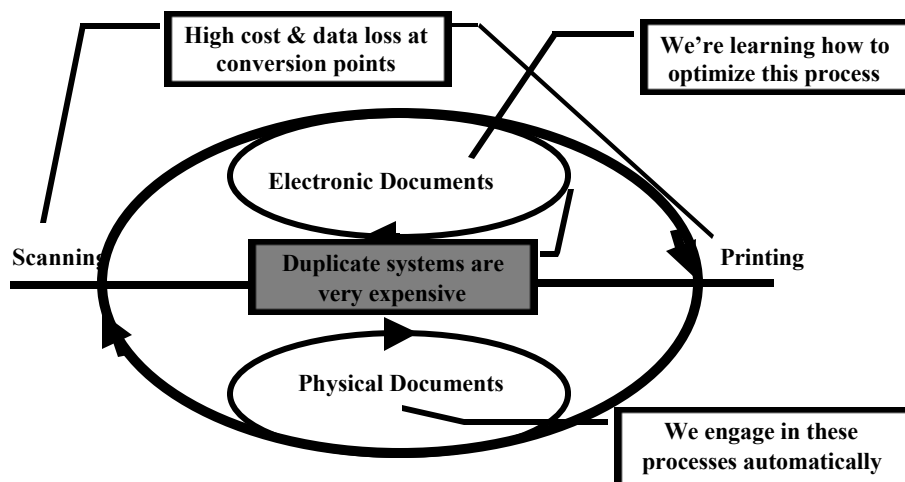 High cost & data loss at
conversion points
We're learning how to
optimize this process
Electronic Documents
Scanning
Duplicate systems are
very expensive
Printing
Physical Documents
We engage in these
processes automatically